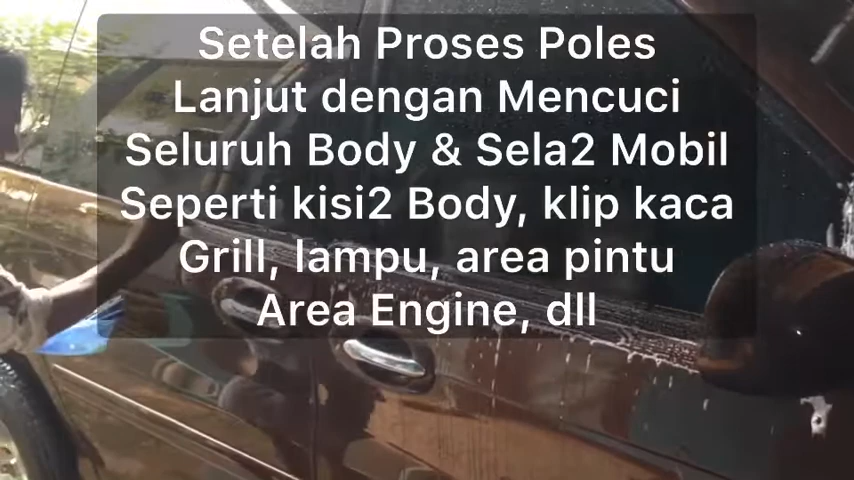 Setelah Proses Poles
Lanjut dengan Mencuci
Seluruh Body & Sela2 Mobil
Seperti kisi2 Body, klip kaca
Grill, lampu, area pintu
Area Engine, dll